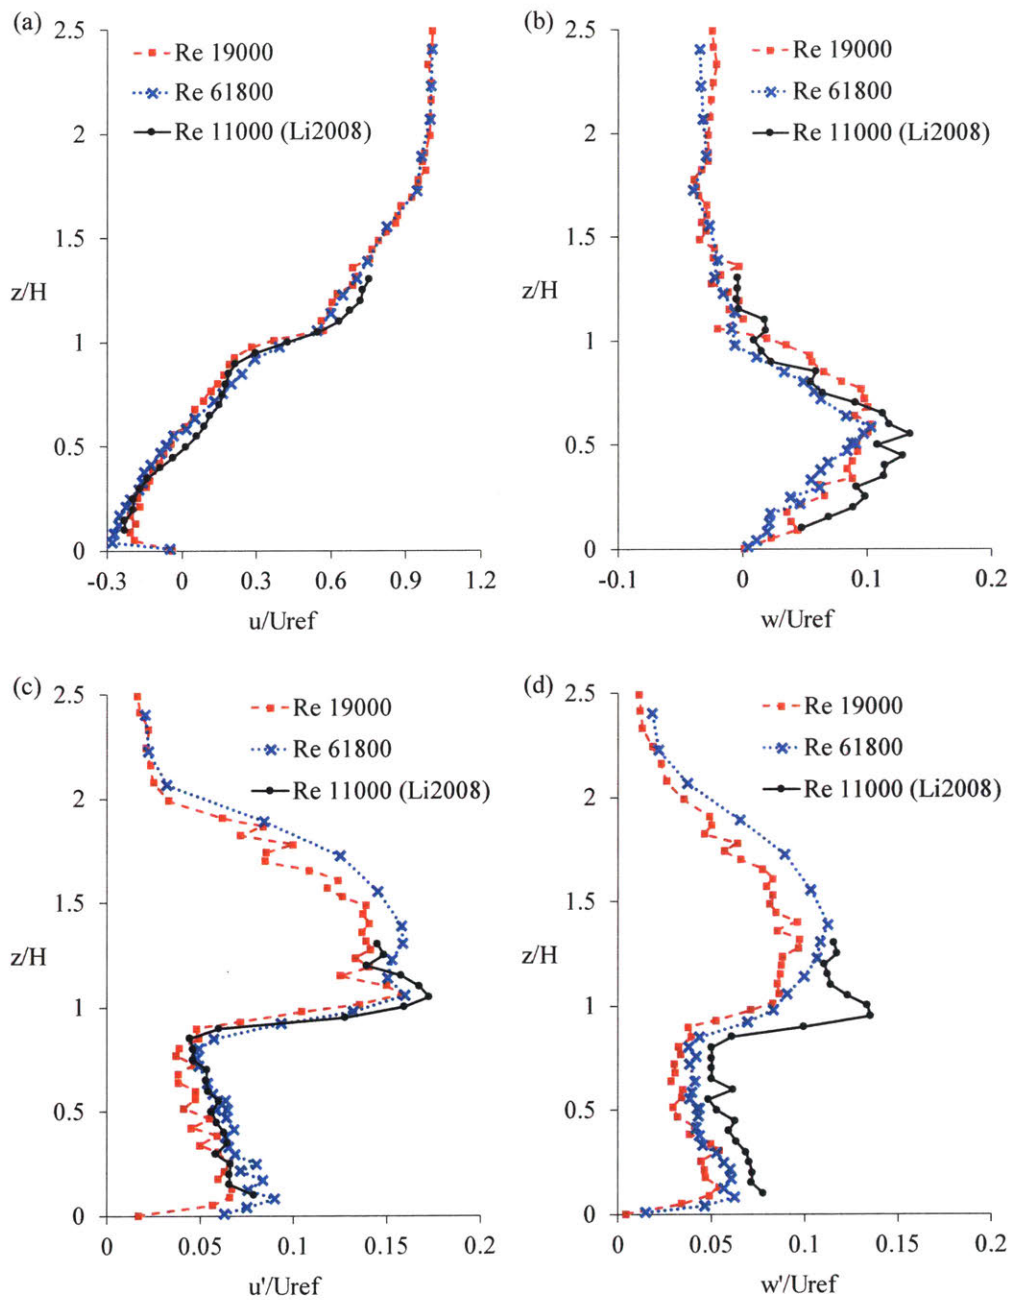 (a)
2.5
2
1.5
z/H
1
0.5
0
-0.3 0 0.3 0.6 0.9 1.2
u/Uref
Re 19000
Re 61800
Re 11000 (Li2008)
(b)
2.5
2
1.5
z/H
1
0.5
0
-0.1 0 0.1 0.2
w/Uref
Re 19000
Re 61800
Re 11000 (Li2008)
(c)
2.5
2
1.5
z/H
1
0.5
0
0 0.05 0.1 0.15 0.2
u'/Uref
Re 19000
Re 61800
Re 11000 (Li2008)
(d)
2.5
2
1.5
z/H
1
0.5
0
0 0.05 0.1 0.15 0.2
w'/Uref
Re 19000
Re 61800
Re 11000 (Li2008)